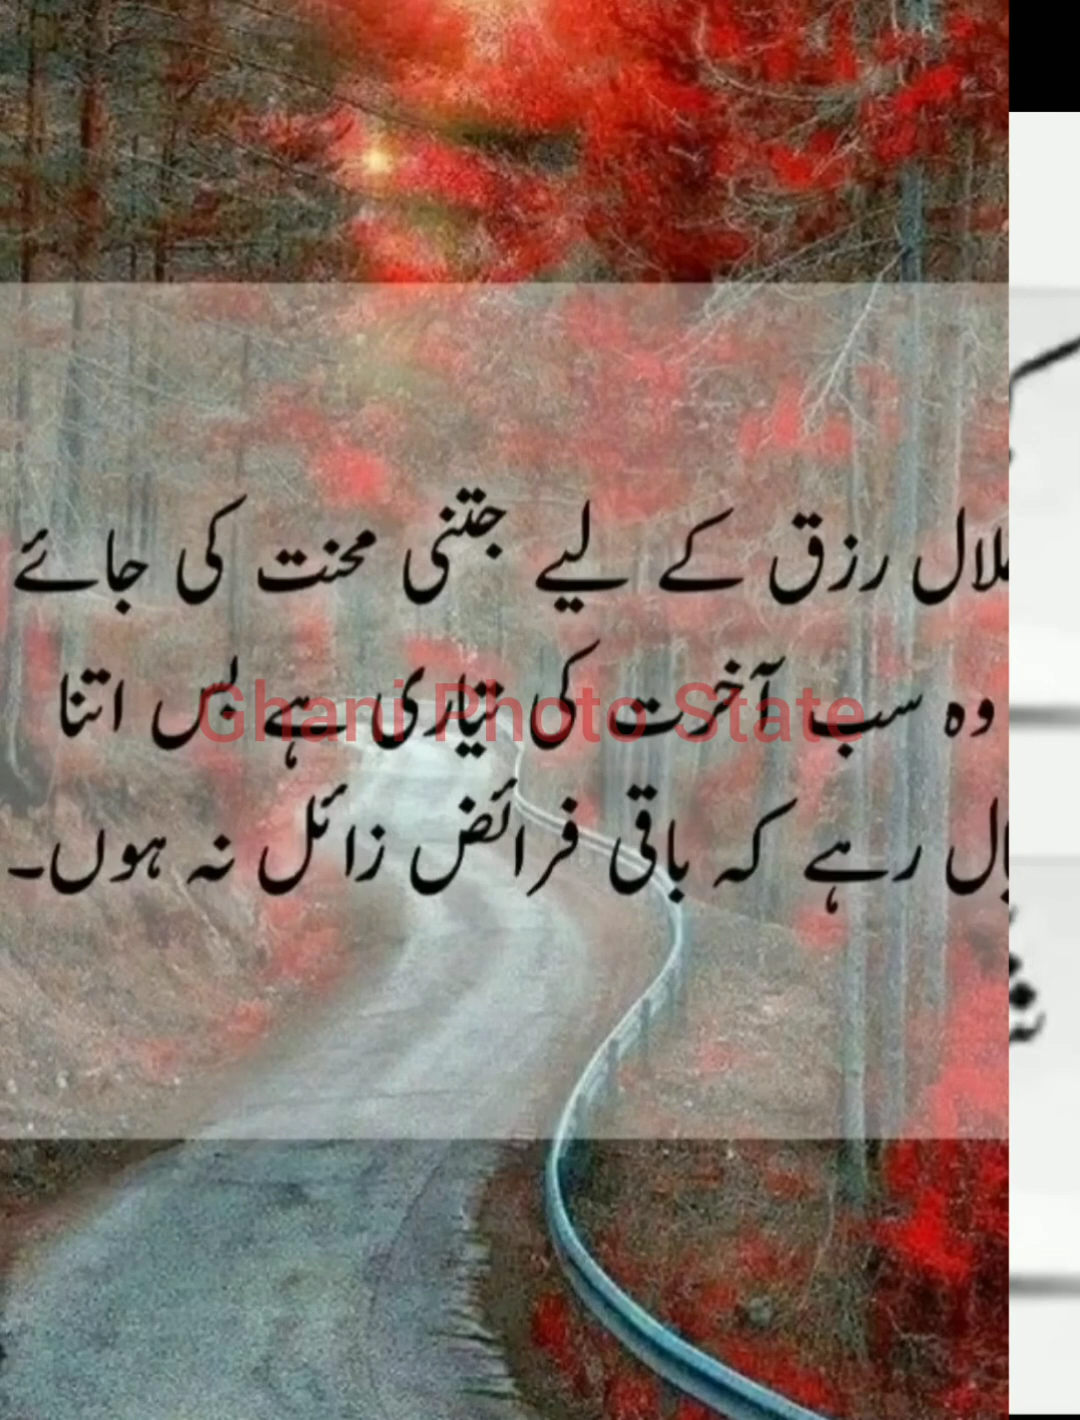 لال رزق کے لیے جتنی محنت کی جائے
وہ سب آخرت کی تیاری ہے بس اتنا
ال رہے کہ باقی فرائض زائل نہ ہوں۔
Ghani Photo State